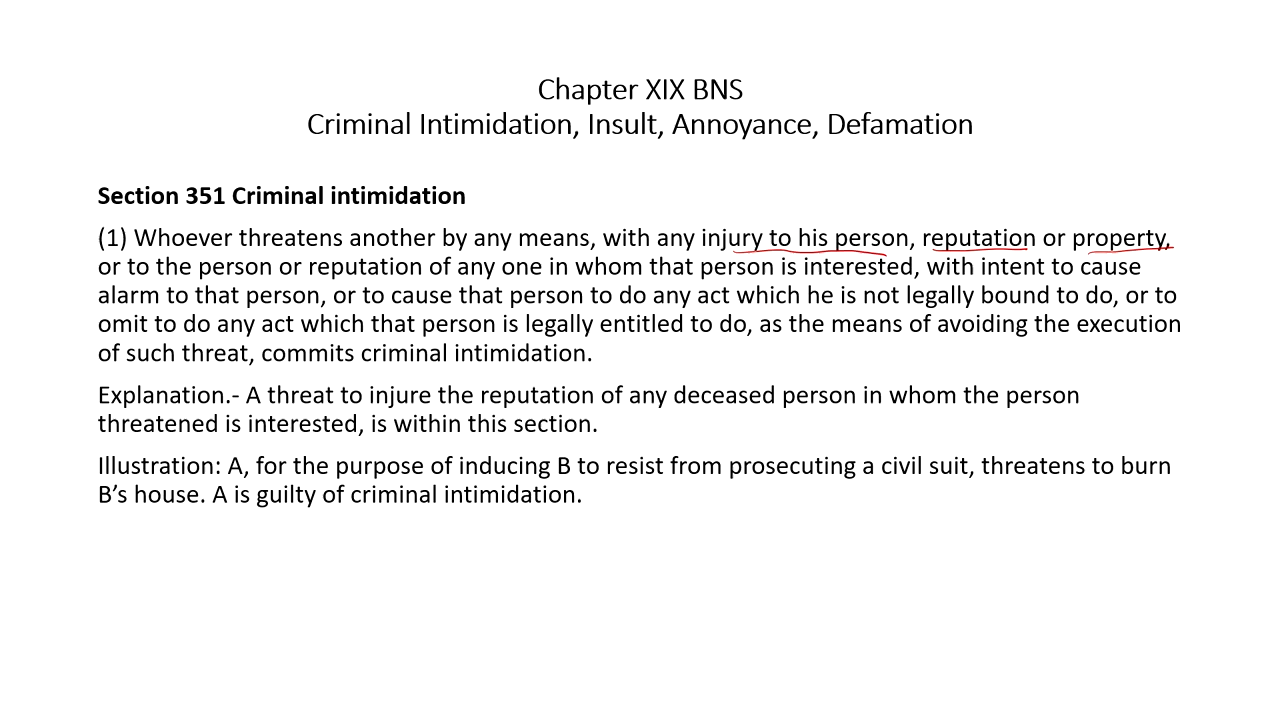 Chapter XIX BNS
Criminal Intimidation, Insult, Annoyance, Defamation
Section 351 Criminal intimidation
(1) Whoever threatens another by any means, with any injury to his person, reputation or property,
or to the person or reputation of any one in whom that person is interested, with intent to cause
alarm to that person, or to cause that person to do any act which he is not legally bound to do, or to
omit to do any act which that person is legally entitled to do, as the means of avoiding the execution
of such threat, commits criminal intimidation.
Explanation.- A threat to injure the reputation of any deceased person in whom the person
threatened is interested, is within this section.
Illustration: A, for the purpose of inducing B to resist from prosecuting a civil suit, threatens to burn
B’s house. A is guilty of criminal intimidation.